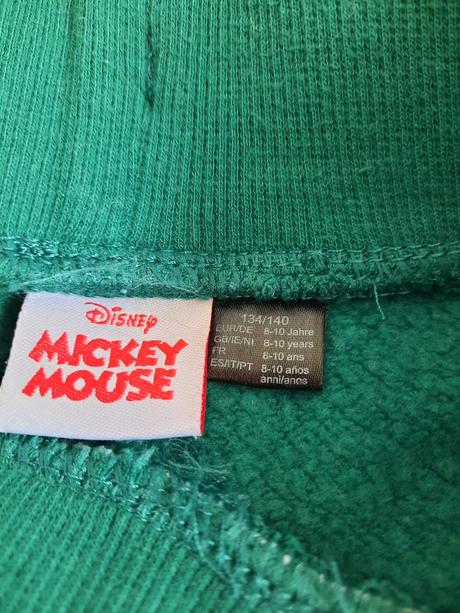 Disney
MICKEY
MOUSE
134/140
EUR/DE 8-10 Jahre
GB/IE/NI 8-10 years
FR 8-10 ans
ES/IT/PT 8-10 años
anni/anos